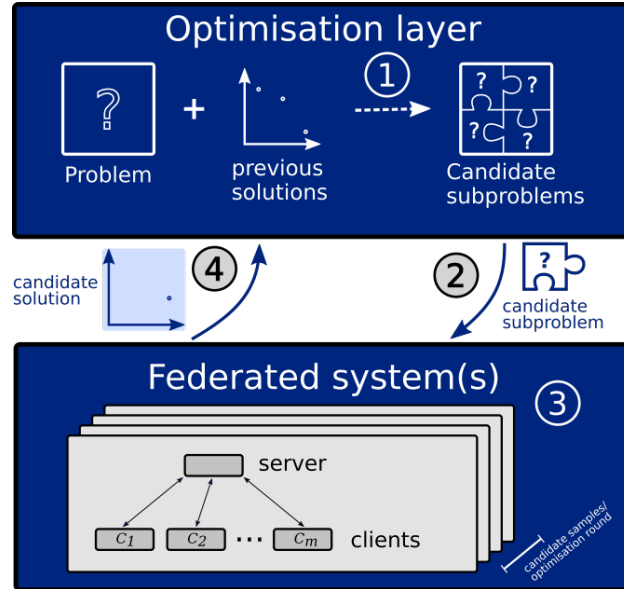 Optimisation layer
1
?
+
Problem
previous
solutions
? ?
? ?
Candidate
subproblems
candidate
solution
4
2
?
candidate
subproblem
Federated system(s)
3
server
C1 C2 ··· Cm clients
candidate samples/
optimisation round